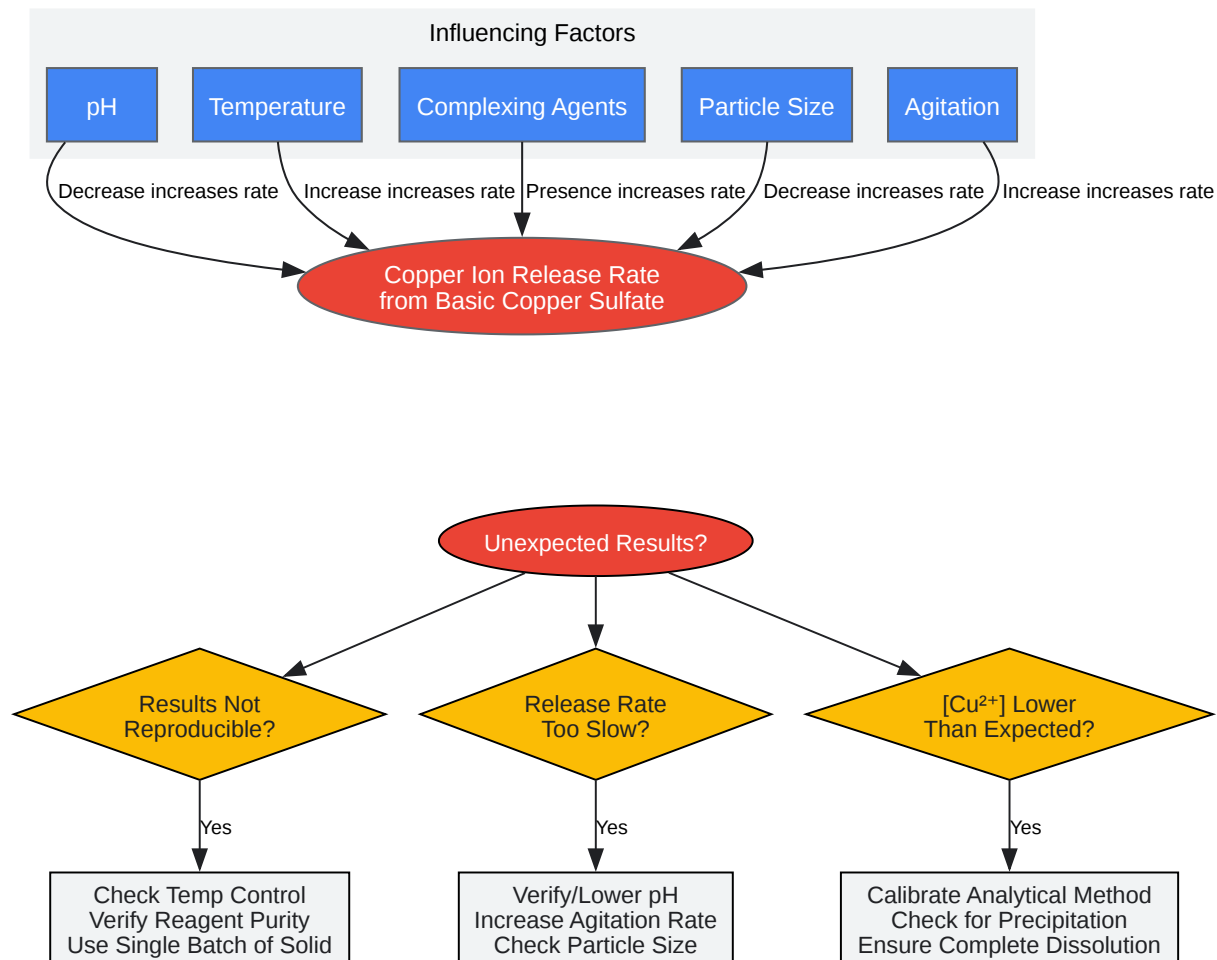 Influencing Factors
pH
Temperature
Complexing Agents
Particle Size
Agitation
Decrease increases rate
Increase increases rate
Presence increases rate
Decrease increases rate
Increase increases rate
Copper Ion Release Rate
from Basic Copper Sulfate
Unexpected Results?
Results Not
Reproducible?
Release Rate
Too Slow?
[Cu²⁺] Lower
Than Expected?
Yes
Yes
Yes
Check Temp Control
Verify Reagent Purity
Use Single Batch of Solid
Verify/Lower pH
Increase Agitation Rate
Check Particle Size
Calibrate Analytical Method
Check for Precipitation
Ensure Complete Dissolution